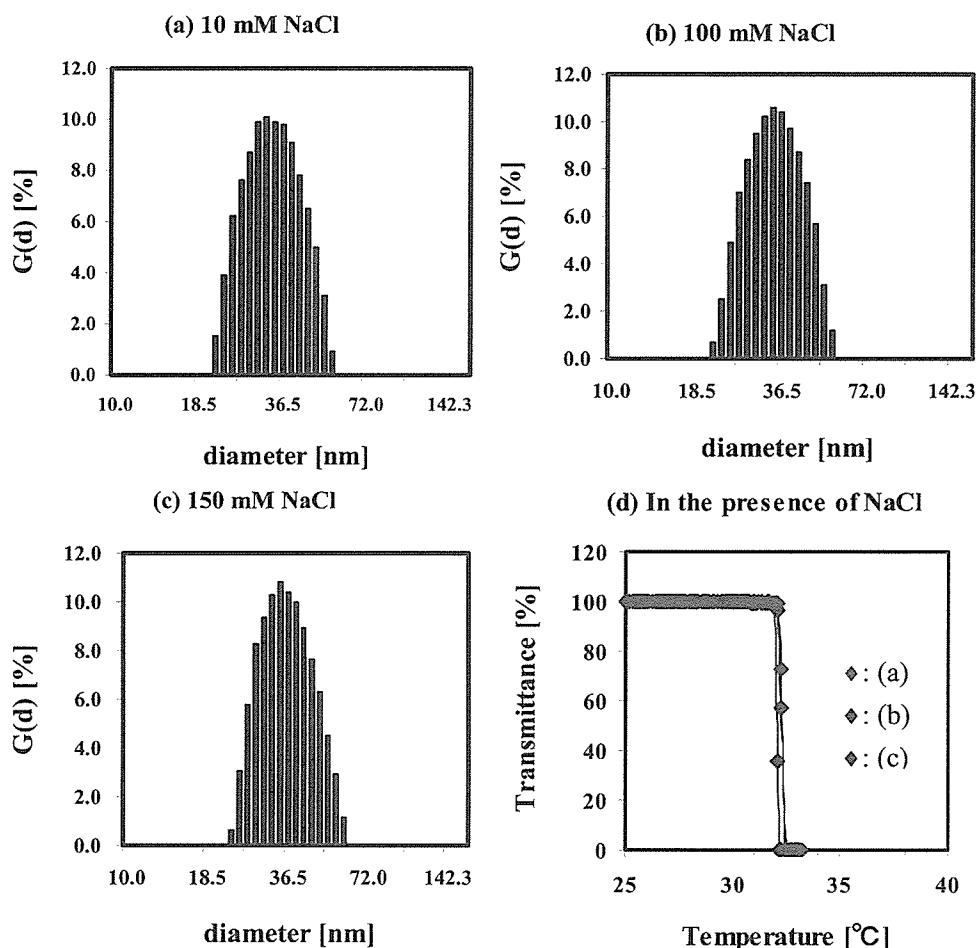 (a) 10 mM NaCl
G(d) [%]
12.0
10.0
8.0
6.0
4.0
2.0
0.0
10.0 18.5 36.5 72.0 142.3
diameter [nm]
(b) 100 mM NaCl
G(d) [%]
12.0
10.0
8.0
6.0
4.0
2.0
0.0
10.0 18.5 36.5 72.0 142.3
diameter [nm]
(c) 150 mM NaCl
G(d) [%]
12.0
10.0
8.0
6.0
4.0
2.0
0.0
10.0 18.5 36.5 72.0 142.3
diameter [nm]
(d) In the presence of NaCl
Transmittance [%]
120
100
80
60
40
20
0
: (a)
: (b)
: (c)
25 30 35 40
Temperature [℃]